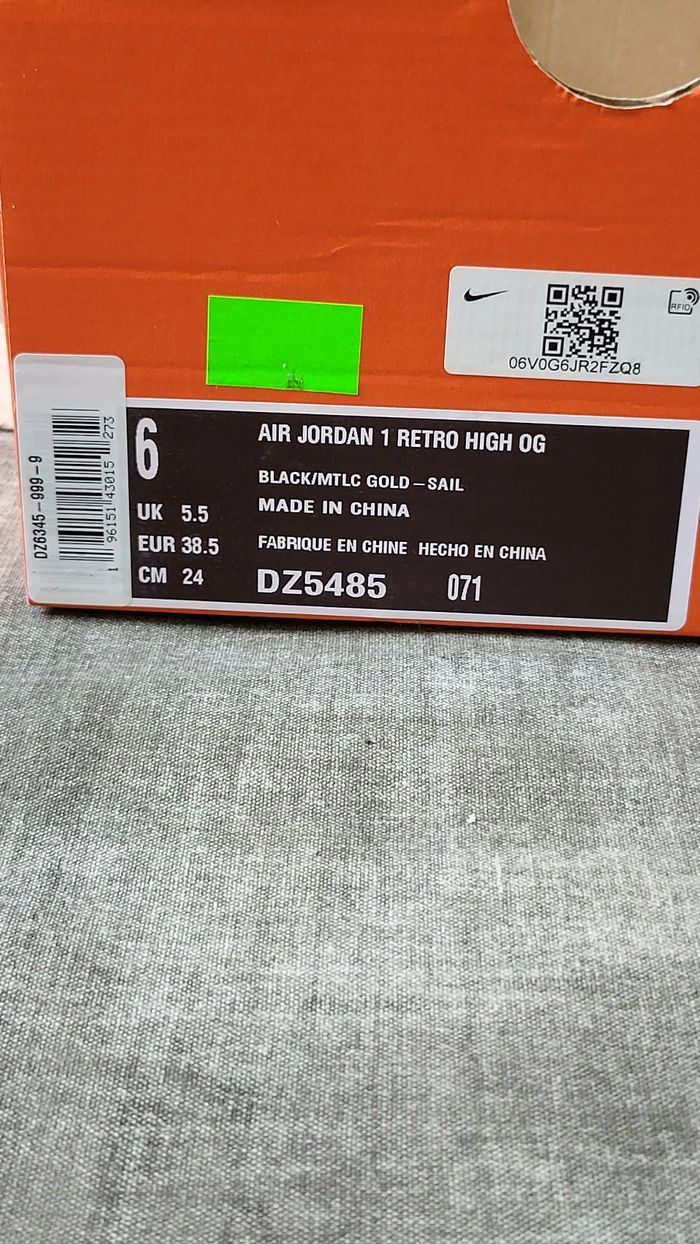 RFID
06V0G6JR2FZQ8
DZ6345-999-9
1 96151 43015 273
6
AIR JORDAN 1 RETRO HIGH OG
BLACK/MTLC GOLD-SAIL
UK 5.5
MADE IN CHINA
EUR 38.5
FABRIQUE EN CHINE HECHO EN CHINA
CM 24
DZ5485 071